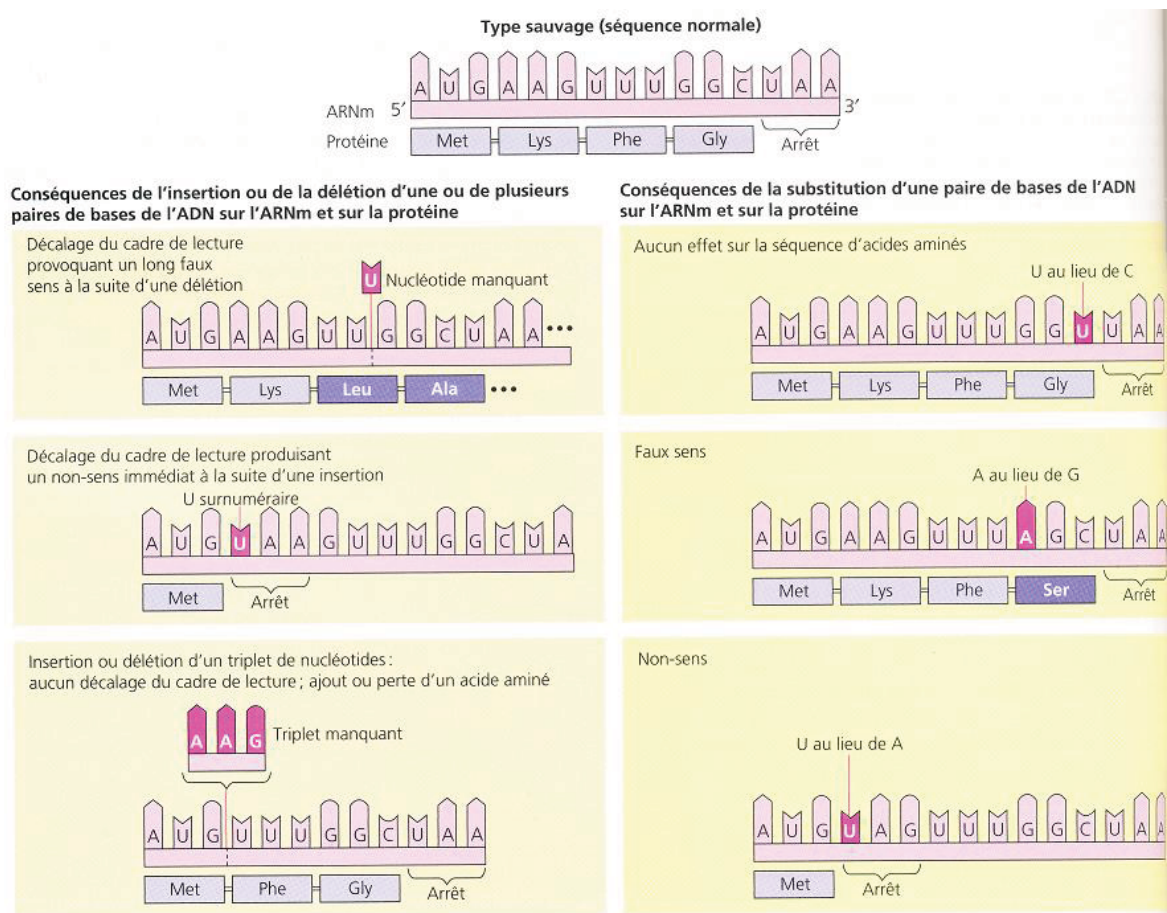 Type sauvage (séquence normale)
A U G A A G U U U G G C U A A
ARNm 5′ 3′
Protéine Met Lys Phe Gly Arrêt
Conséquences de l'insertion ou de la délétion d'une ou de plusieurs
paires de bases de l'ADN sur l'ARNm et sur la protéine
Décalage du cadre de lecture
provoquant un long faux
sens à la suite d'une délétion
U Nucléotide manquant
A U G A A G U U G G C U A A •••
Met Lys Leu Ala •••
Décalage du cadre de lecture produisant
un non-sens immédiat à la suite d'une insertion
U surnuméraire
A U G U A A G U U U G G C U A
Met Arrêt
Insertion ou délétion d'un triplet de nucléotides :
aucun décalage du cadre de lecture ; ajout ou perte d'un acide aminé
A A G Triplet manquant
A U G U U U G G C U A A
Met Phe Gly Arrêt
Conséquences de la substitution d'une paire de bases de l'ADN
sur l'ARNm et sur la protéine
Aucun effet sur la séquence d'acides aminés
U au lieu de C
A U G A A G U U U G G U U A A
Met Lys Phe Gly Arrêt
Faux sens
A au lieu de G
A U G A A G U U U A G C U A A
Met Lys Phe Ser Arrêt
Non-sens
U au lieu de A
A U G U A G U U U G G C U A A
Met Arrêt